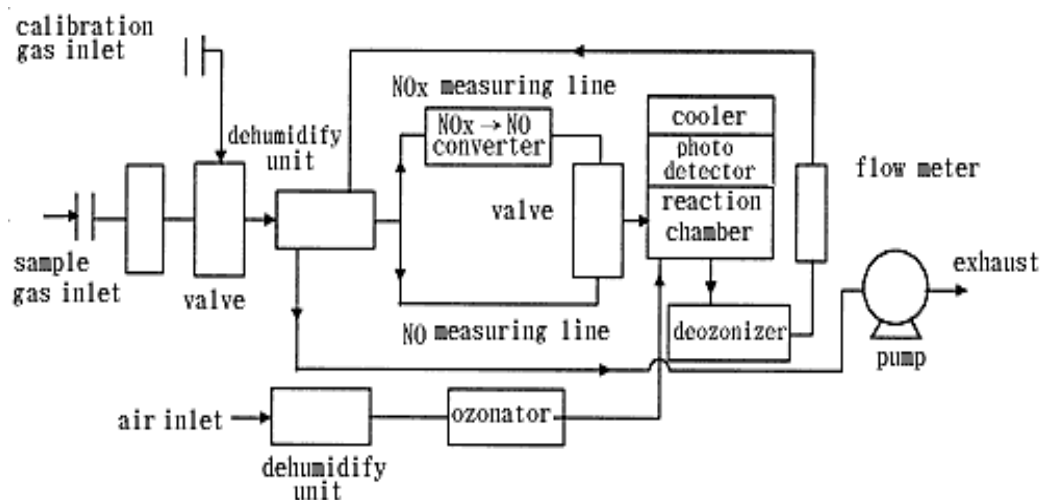 calibration
gas inlet
NOx measuring line
dehumidify
unit
NOx → NO
converter
cooler
photo
detector
reaction
chamber
flow meter
valve
sample
gas inlet
valve
exhaust
NO measuring line
deozonizer
pump
air inlet
ozonator
dehumidify
unit